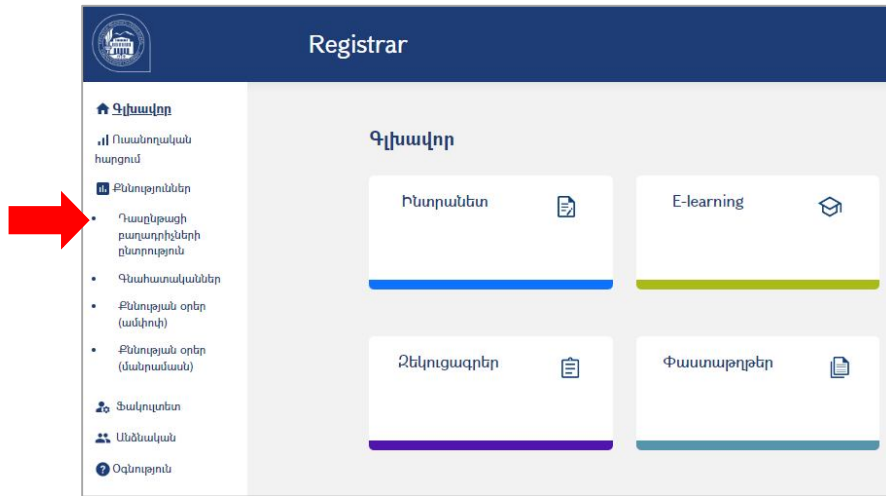 Registrar
Գլխավոր
Ուսանողական
հարցում
Քննություններ
Դասընթացի
բաղադրիչների
ընտրություն
Գնահատականներ
Քննության օրեր
(ամփոփ)
Քննության օրեր
(մանրամասն)
Ֆակուլտետ
Անձնական
Օգնություն
Գլխավոր
Ինտրանետ
E-learning
Զեկուցագրեր
Փաստաթղթեր